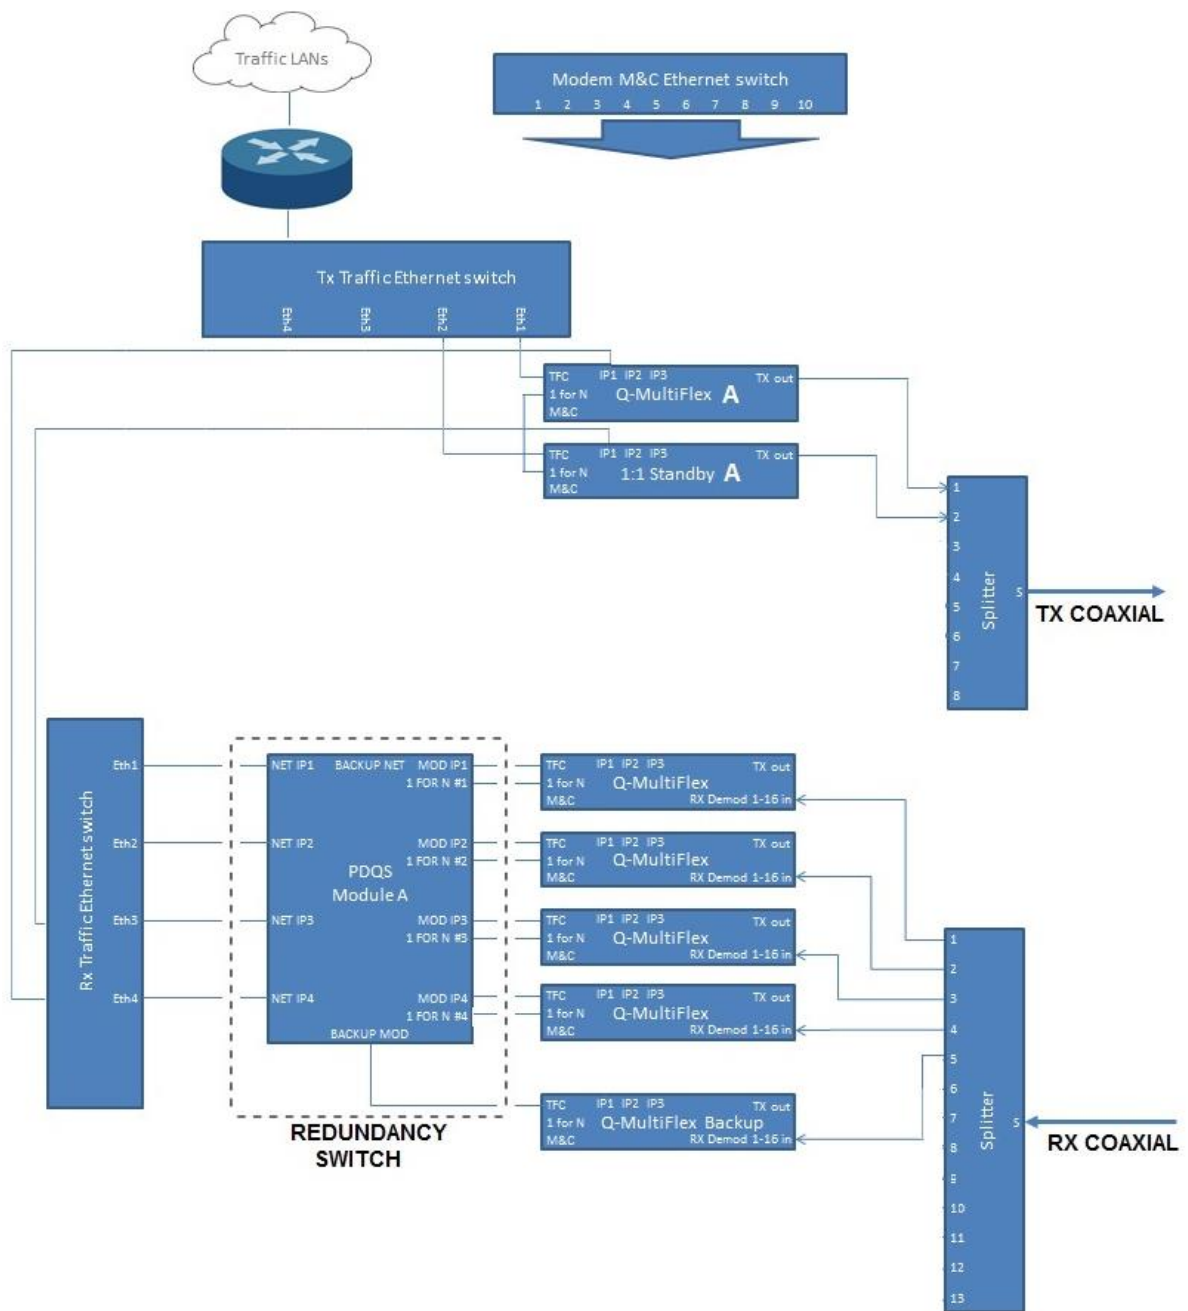 Traffic LANs
Modem M&C Ethernet switch
1 2 3 4 5 6 7 8 9 10
Tx Traffic Ethernet switch
Eth4 Eth3 Eth2 Eth1
TFC IP1 IP2 IP3 TX out
1 for N Q-MultiFlex A
M&C
TFC IP1 IP2 IP3 TX out
1 for N 1:1 Standby A
M&C
1
2
3
4
5
6
7
8
Splitter
S
TX COAXIAL
Rx Traffic Ethernet switch
Eth1
Eth2
Eth3
Eth4
NET IP1 BACKUP NET MOD IP1
1 FOR N #1
NET IP2 MOD IP2
1 FOR N #2
PDQS
Module A
NET IP3 MOD IP3
1 FOR N #3
NET IP4 MOD IP4
1 FOR N #4
BACKUP MOD
REDUNDANCY
SWITCH
TFC IP1 IP2 IP3 TX out
1 for N Q-MultiFlex
M&C RX Demod 1-16 in
TFC IP1 IP2 IP3 TX out
1 for N Q-MultiFlex
M&C RX Demod 1-16 in
TFC IP1 IP2 IP3 TX out
1 for N Q-MultiFlex
M&C RX Demod 1-16 in
TFC IP1 IP2 IP3 TX out
1 for N Q-MultiFlex
M&C RX Demod 1-16 in
TFC IP1 IP2 IP3 TX out
1 for N Q-MultiFlex Backup
M&C RX Demod 1-16 in
1
2
3
4
5
6
7
8
9
10
11
12
13
Splitter
S
RX COAXIAL